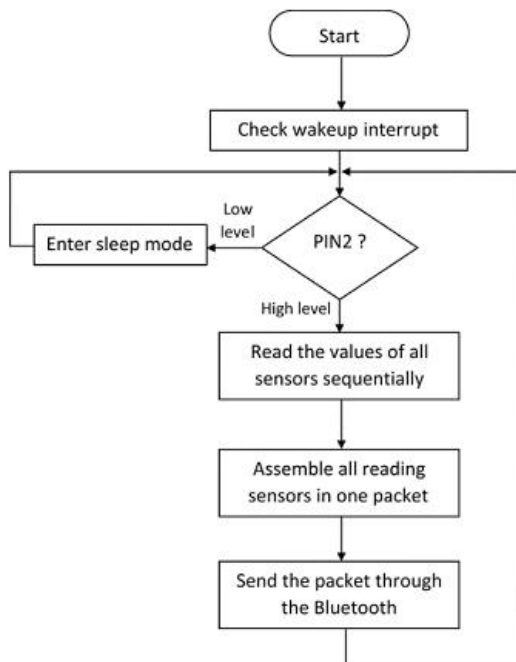 Start
Check wakeup interrupt
Low
level
Enter sleep mode
PIN2 ?
High level
Read the values of all
sensors sequentially
Assemble all reading
sensors in one packet
Send the packet through
the Bluetooth